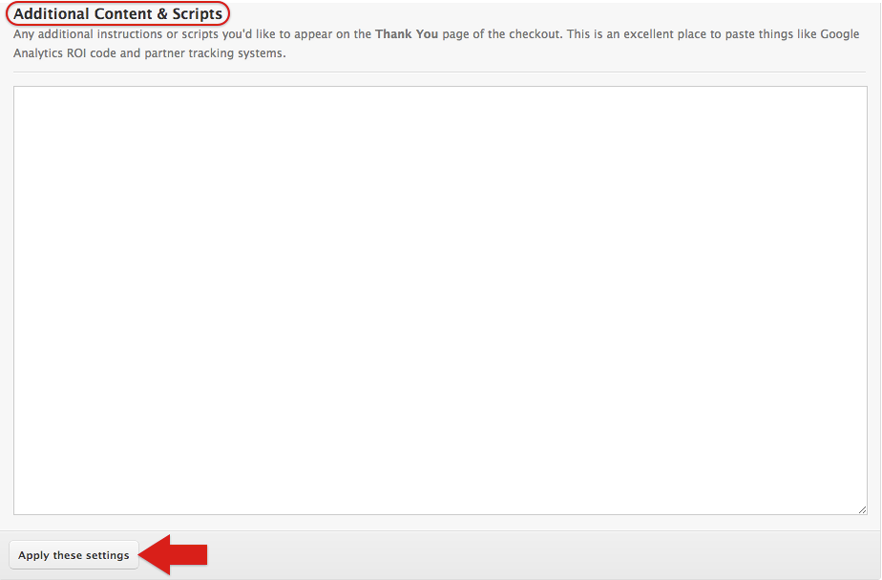 Additional Content & Scripts
Any additional instructions or scripts you'd like to appear on the Thank You page of the checkout. This is an excellent place to paste things like Google
Analytics ROI code and partner tracking systems.
Apply these settings